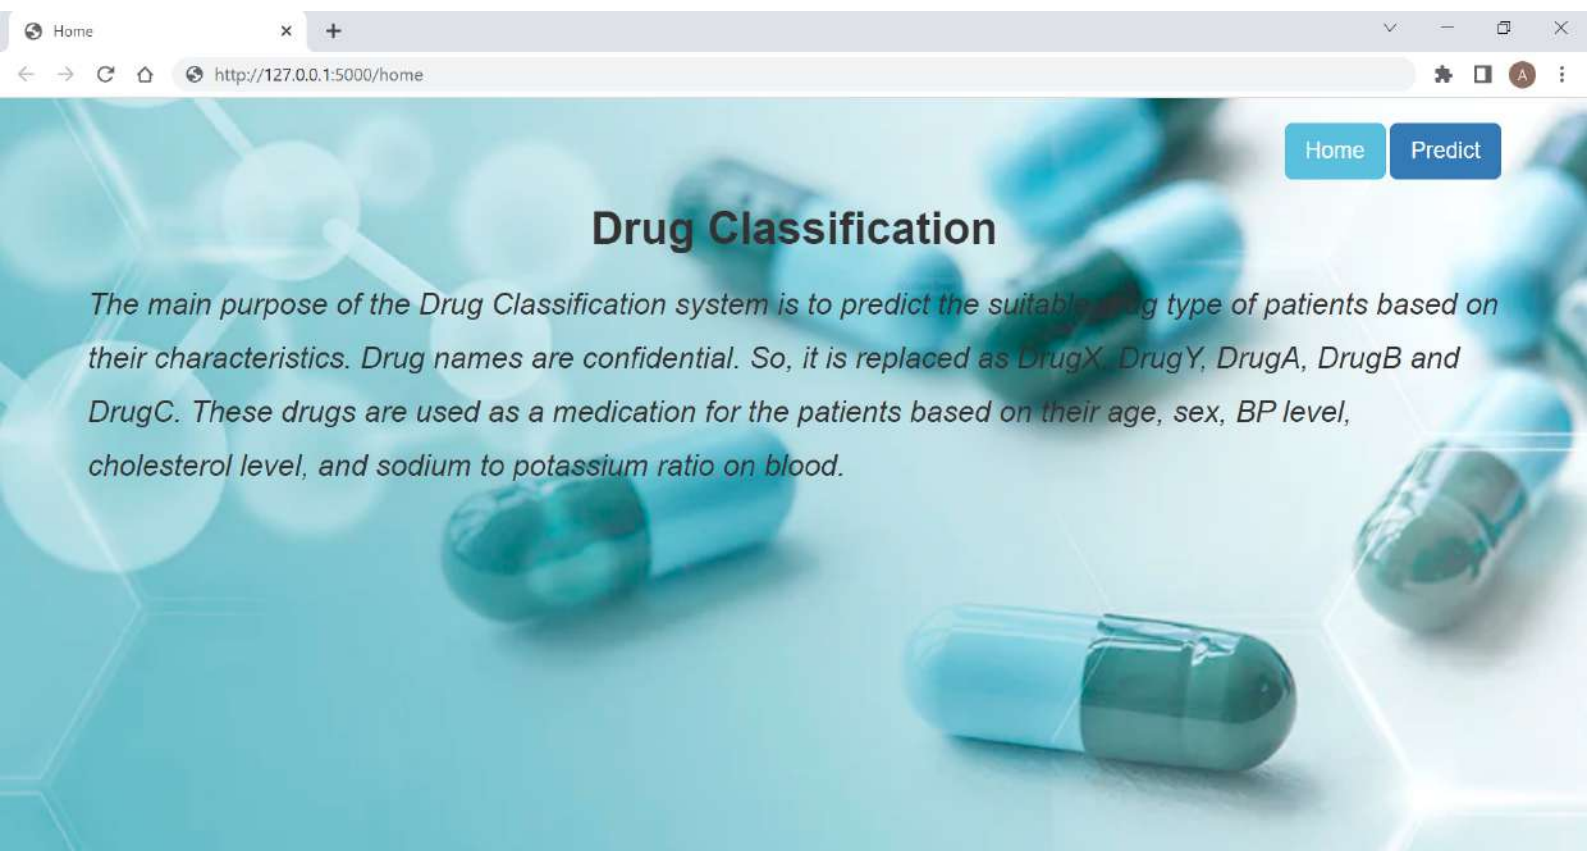 Home
http://127.0.0.1:5000/home
A
Home Predict
Drug Classification
The main purpose of the Drug Classification system is to predict the suitable drug type of patients based on
their characteristics. Drug names are confidential. So, it is replaced as DrugX, DrugY, DrugA, DrugB and
DrugC. These drugs are used as a medication for the patients based on their age, sex, BP level,
cholesterol level, and sodium to potassium ratio on blood.